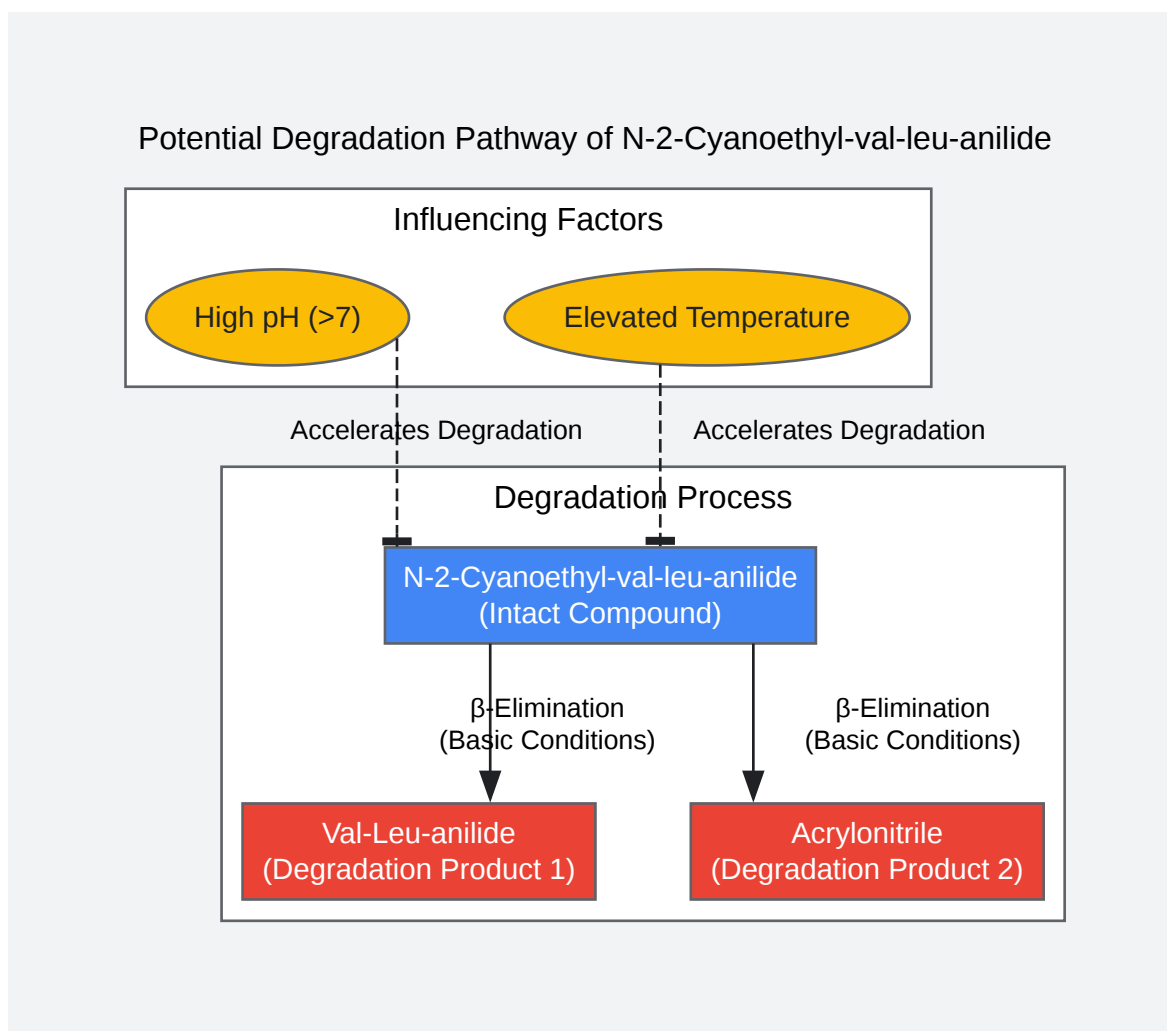 Potential Degradation Pathway of N-2-Cyanoethyl-val-leu-anilide
Influencing Factors
High pH (>7)
Elevated Temperature
Accelerates Degradation
Accelerates Degradation
Degradation Process
N-2-Cyanoethyl-val-leu-anilide
(Intact Compound)
β-Elimination
(Basic Conditions)
β-Elimination
(Basic Conditions)
Val-Leu-anilide
(Degradation Product 1)
Acrylonitrile
(Degradation Product 2)